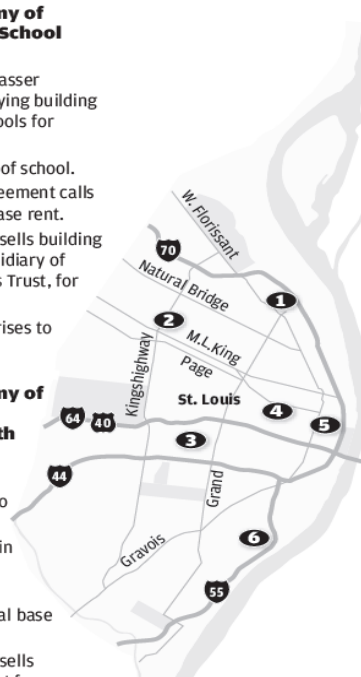 ny of
School
asser
ying building
ools for
of school.
eement calls
ase rent.
sells building
sidiary of
s Trust, for
rises to
ny of
th
o
in
al base
sells
W. Florissant
70
Natural Bridge
1
2
M.L.King
Kingshighway
Page
St. Louis
64
40
4
5
3
44
Grand
Gravois
6
55